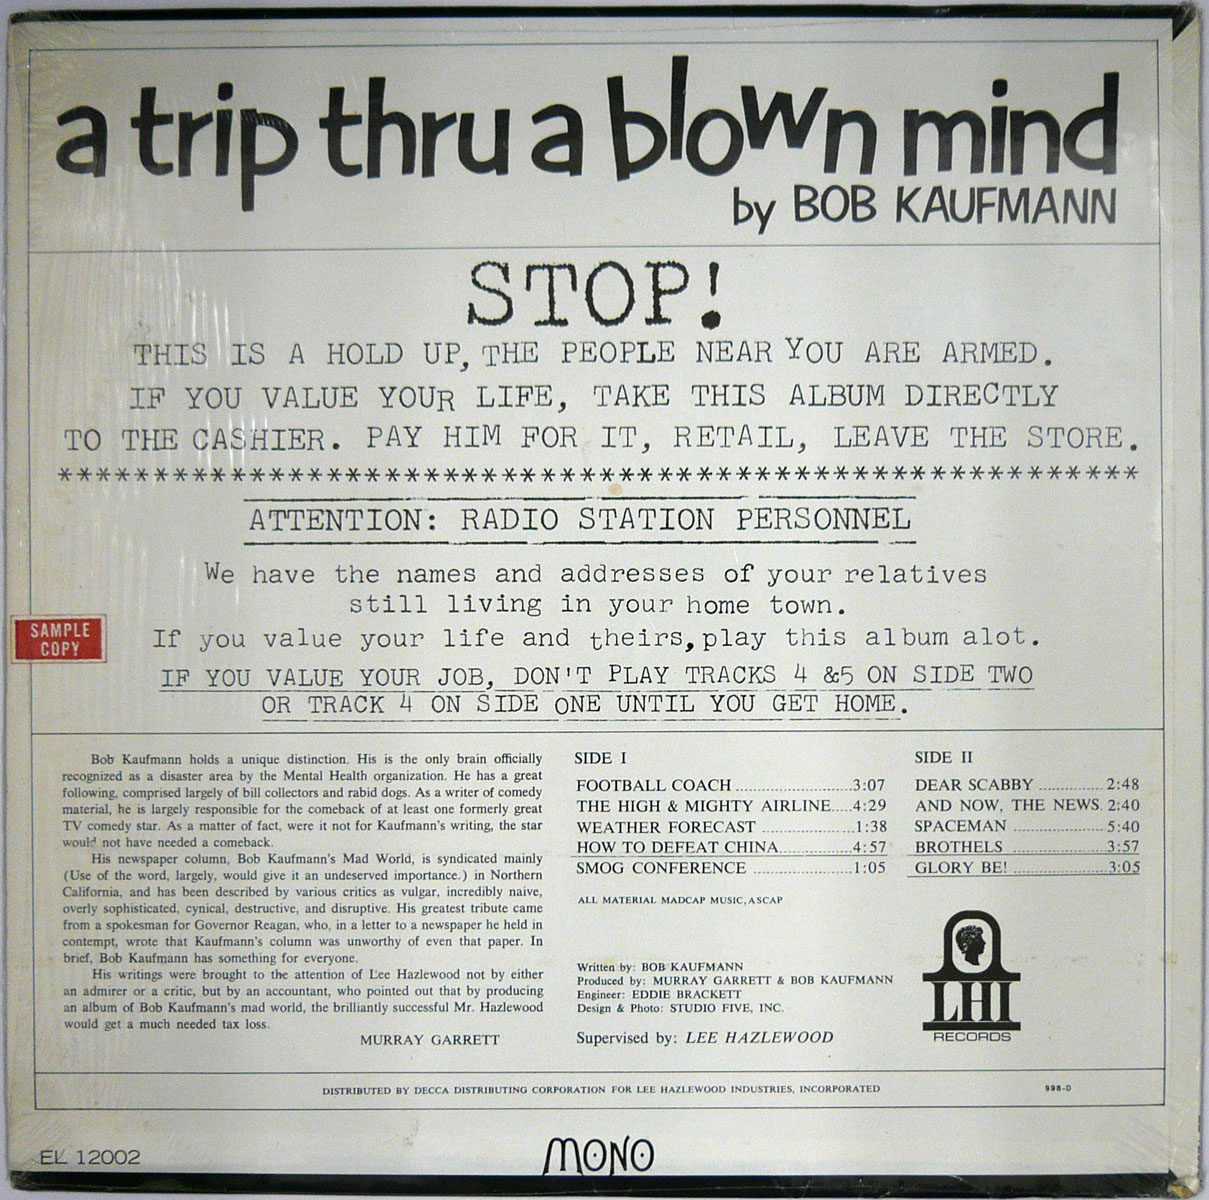 a trip thru a blown mind
by BOB KAUFMANN
STOP!
THIS IS A HOLD UP, THE PEOPLE NEAR YOU ARE ARMED.
IF YOU VALUE YOUR LIFE, TAKE THIS ALBUM DIRECTLY
TO THE CASHIER. PAY HIM FOR IT, RETAIL, LEAVE THE STORE.
********************************************************
ATTENTION: RADIO STATION PERSONNEL
We have the names and addresses of your relatives
still living in your home town.
If you value your life and theirs, play this album alot.
IF YOU VALUE YOUR JOB, DON'T PLAY TRACKS 4 &5 ON SIDE TWO
OR TRACK 4 ON SIDE ONE UNTIL YOU GET HOME.
SAMPLE
COPY
Bob Kaufmann holds a unique distinction. His is the only brain officially
recognized as a disaster area by the Mental Health organization. He has a great
following, comprised largely of bill collectors and rabid dogs. As a writer of comedy
material, he is largely responsible for the comeback of at least one formerly great
TV comedy star. As a matter of fact, were it not for Kaufmann's writing, the star
would not have needed a comeback.
His newspaper column, Bob Kaufmann's Mad World, is syndicated mainly
(Use of the word, largely, would give it an undeserved importance.) in Northern
California, and has been described by various critics as vulgar, incredibly naive,
overly sophisticated, cynical, destructive, and disruptive. His greatest tribute came
from a spokesman for Governor Reagan, who, in a letter to a newspaper he held in
contempt, wrote that Kaufmann's column was unworthy of even that paper. In
brief, Bob Kaufmann has something for everyone.
His writings were brought to the attention of Lee Hazlewood not by either
an admirer or a critic, but by an accountant, who pointed out that by producing
an album of Bob Kaufmann's mad world, the brilliantly successful Mr. Hazlewood
would get a much needed tax loss.
MURRAY GARRETT
SIDE I
FOOTBALL COACH ........................ 3:07
THE HIGH & MIGHTY AIRLINE..... 4:29
WEATHER FORECAST ................... 1:38
HOW TO DEFEAT CHINA............... 4:57
SMOG CONFERENCE .................... 1:05
SIDE II
DEAR SCABBY ............. 2:48
AND NOW, THE NEWS. 2:40
SPACEMAN .................. 5:40
BROTHELS .................... 3:57
GLORY BE! .................... 3:05
ALL MATERIAL MADCAP MUSIC, ASCAP
Written by: BOB KAUFMANN
Produced by: MURRAY GARRETT & BOB KAUFMANN
Engineer: EDDIE BRACKETT
Design & Photo: STUDIO FIVE, INC.
Supervised by: LEE HAZLEWOOD
LHI
RECORDS
DISTRIBUTED BY DECCA DISTRIBUTING CORPORATION FOR LEE HAZLEWOOD INDUSTRIES, INCORPORATED
998-D
EL 12002
MONO